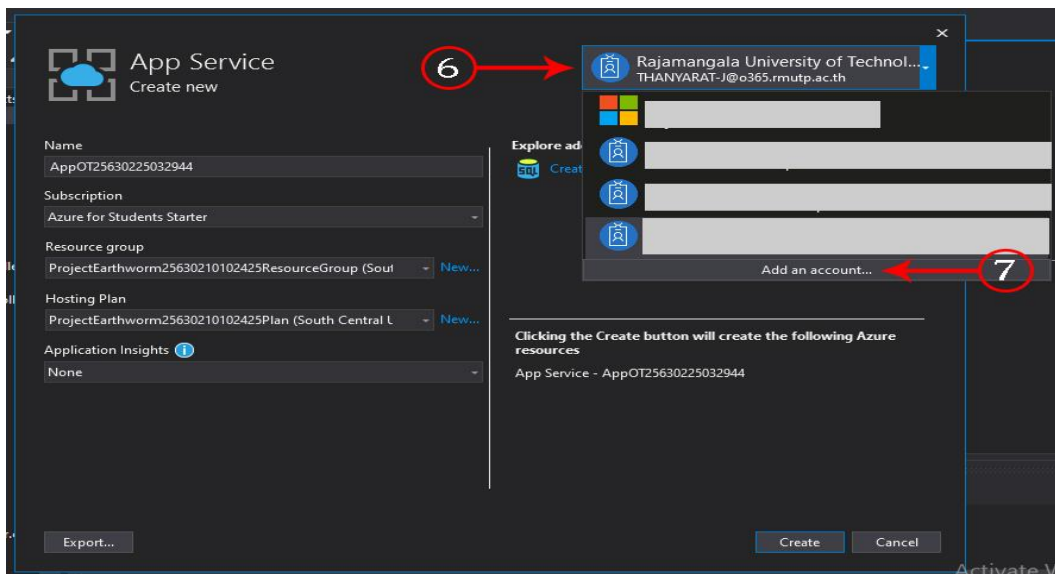 App Service
Create new
6
Rajamangala University of Technol...
THANYARAT-J@o365.rmutp.ac.th
Name
AppOT25630225032944
Subscription
Azure for Students Starter
Resource group
ProjectEarthworm25630210102425ResourceGroup (Sout
New...
Hosting Plan
ProjectEarthworm25630210102425Plan (South Central U
New...
Application Insights
None
Explore ad
SQL
Creat
Add an account...
7
Clicking the Create button will create the following Azure
resources
App Service - AppOT25630225032944
Export...
Create
Cancel